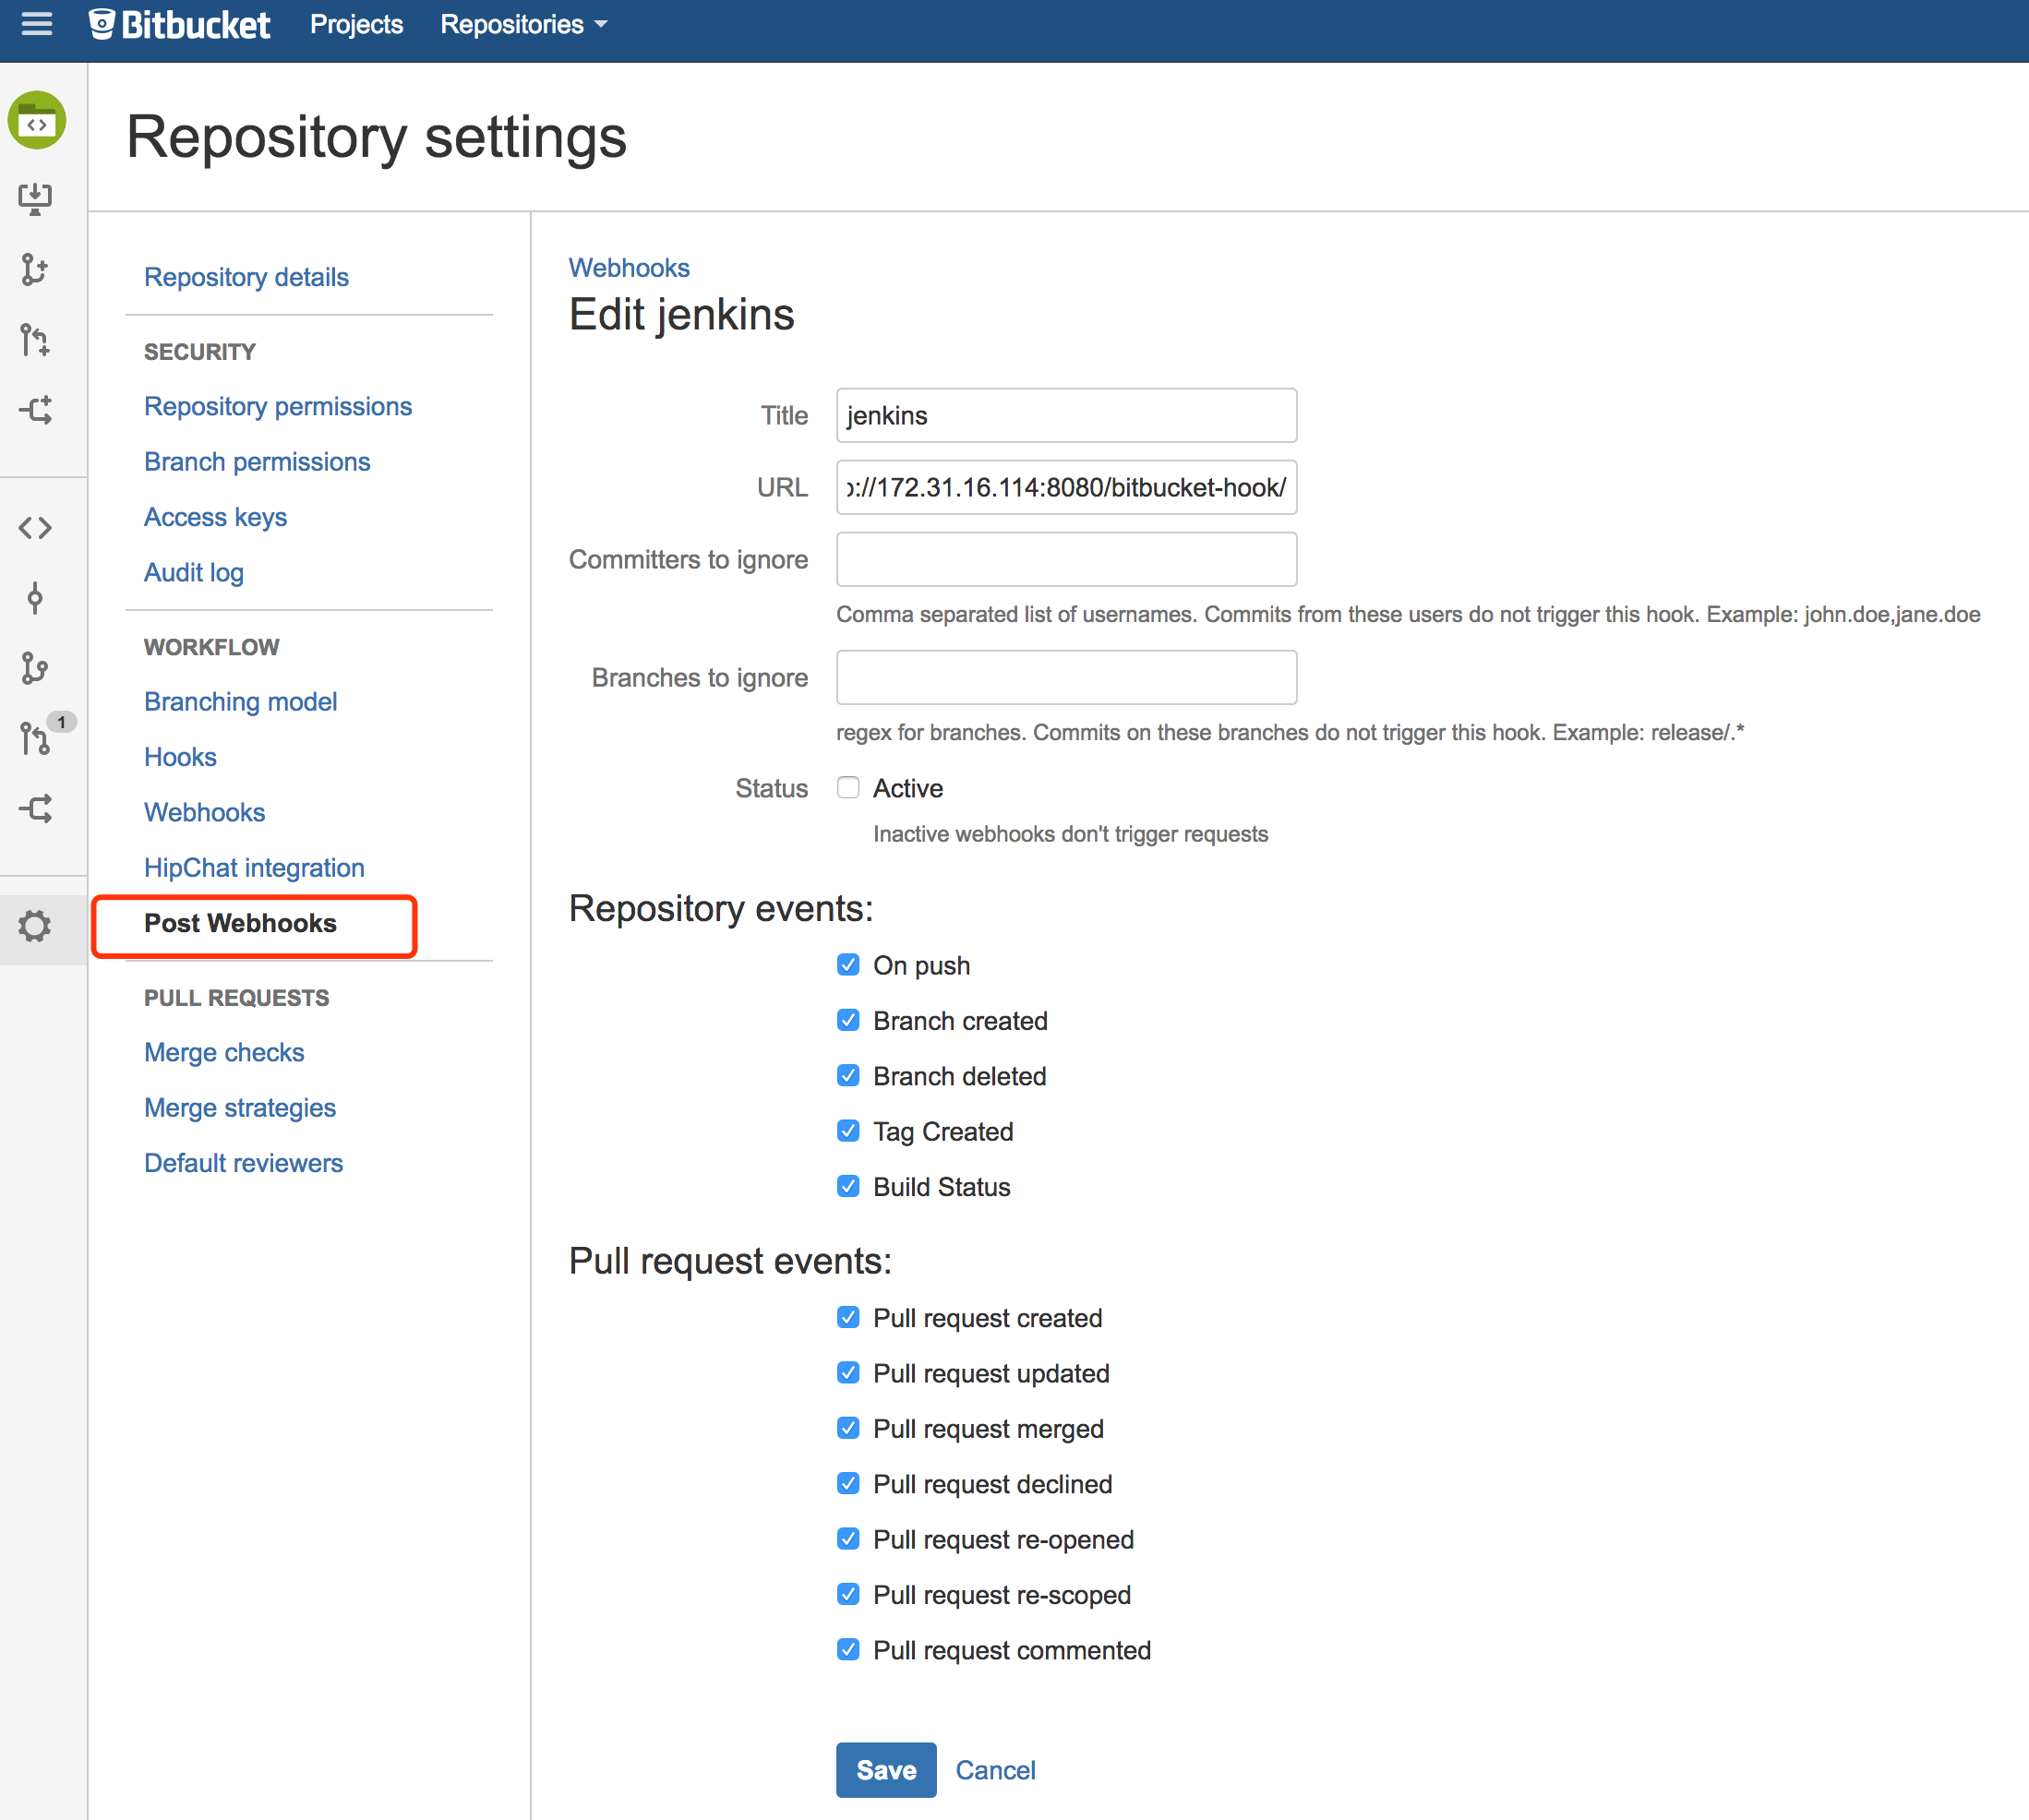 Bitbucket Projects Repositories
Repository settings
Repository details
SECURITY
Repository permissions
Branch permissions
Access keys
Audit log
WORKFLOW
Branching model
Hooks
Webhooks
HipChat integration
Post Webhooks
PULL REQUESTS
Merge checks
Merge strategies
Default reviewers
1
Webhooks
Edit jenkins
Title jenkins
URL ://172.31.16.114:8080/bitbucket-hook/
Committers to ignore
Comma separated list of usernames. Commits from these users do not trigger this hook. Example: john.doe,jane.doe
Branches to ignore
regex for branches. Commits on these branches do not trigger this hook. Example: release/.*
Status Active
Inactive webhooks don't trigger requests
Repository events:
On push
Branch created
Branch deleted
Tag Created
Build Status
Pull request events:
Pull request created
Pull request updated
Pull request merged
Pull request declined
Pull request re-opened
Pull request re-scoped
Pull request commented
Save Cancel